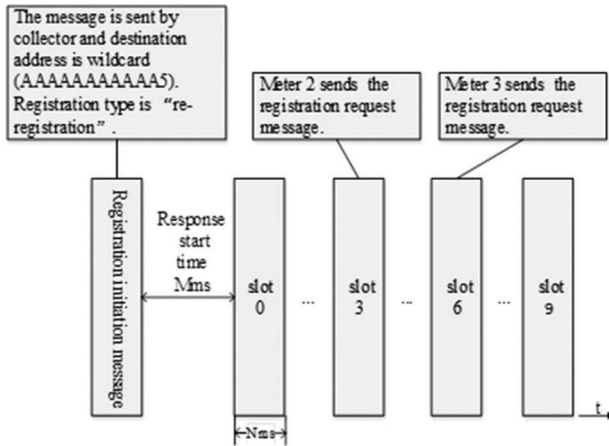 The message is sent by
collector and destination
address is wildcard
(AAAAAAAAAAA5).
Registration type is “re-
registration” .
Meter 2 sends the
registration request
message.
Meter 3 sends the
registration request
message.
Registration initiation message
Response
start
time
Mms
slot
0
...
slot
3
...
slot
6
...
slot
9
t
Nms